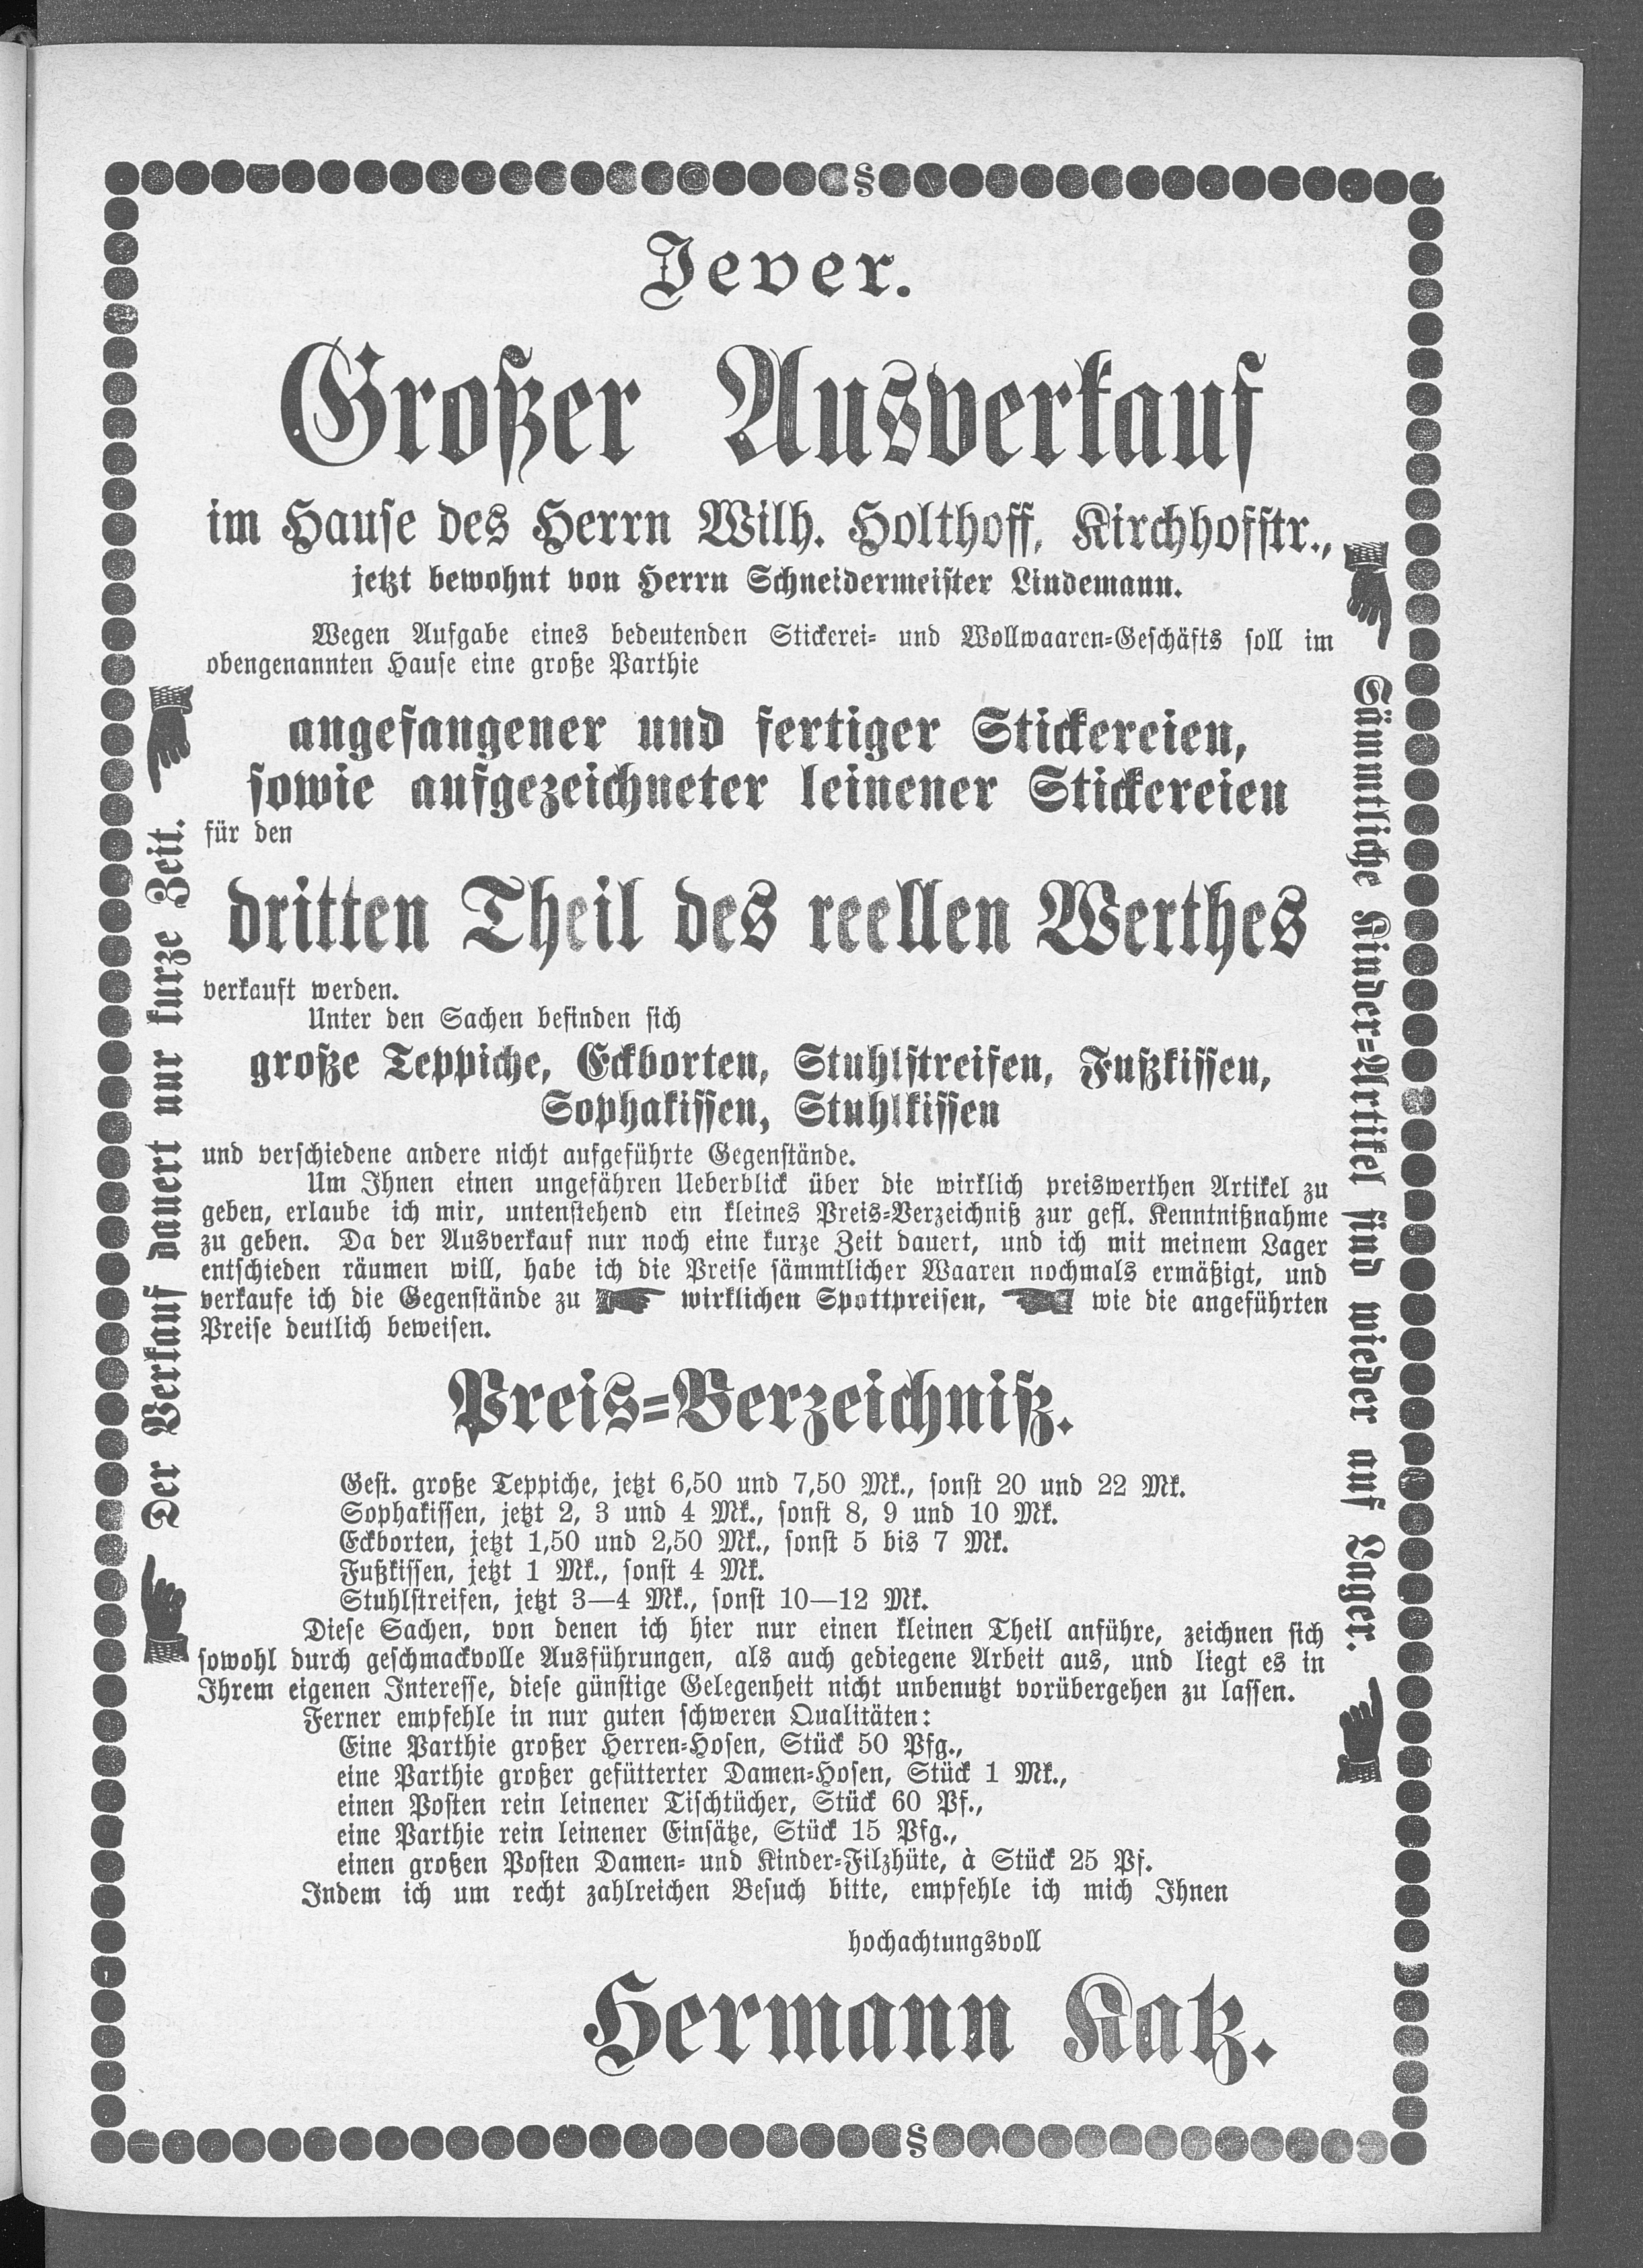 Jever.
Großer Ausverkauf
im Hause des Herrn Wilh. Holthoff, Kirchhofstr.,
jetzt bewohnt von Herrn Schneidermeister Lindemann.
Wegen Aufgabe eines bedeutenden Stickerei- und Wollwaaren-Geschäfts soll im
obengenannten Hause eine große Parthie
angefangener und fertiger Stickereien,
sowie aufgezeichneter leinener Stickereien
für den
dritten Theil des reellen Werthes
verkauft werden.
Unter den Sachen befinden sich
große Teppiche, Eckborten, Stuhlstreifen, Fußkissen,
Sophakissen, Stuhlkissen
und verschiedene andere nicht aufgeführte Gegenstände.
Um Ihnen einen ungefähren Ueberblick über die wirklich preiswerthen Artikel zu
geben, erlaube ich mir, untenstehend ein kleines Preis-Verzeichniß zur gefl. Kenntnißnahme
zu geben. Da der Ausverkauf nur noch eine kurze Zeit dauert, und ich mit meinem Lager
entschieden räumen will, habe ich die Preise sämmtlicher Waaren nochmals ermäßigt, und
verkaufe ich die Gegenstände zu wirklichen Spottpreisen, wie die angeführten
Preise deutlich beweisen.
Preis-Verzeichniß.
Gest. große Teppiche, jetzt 6,50 und 7,50 Mk., sonst 20 und 22 Mk.
Sophakissen, jetzt 2, 3 und 4 Mk., sonst 8, 9 und 10 Mk.
Eckborten, jetzt 1,50 und 2,50 Mk., sonst 5 bis 7 Mk.
Fußkissen, jetzt 1 Mk., sonst 4 Mk.
Stuhlstreifen, jetzt 3—4 Mk., sonst 10—12 Mk.
Diese Sachen, von denen ich hier nur einen kleinen Theil anführe, zeichnen sich
sowohl durch geschmackvolle Ausführungen, als auch gediegene Arbeit aus, und liegt es in
Ihrem eigenen Interesse, diese günstige Gelegenheit nicht unbenutzt vorübergehen zu lassen.
Ferner empfehle in nur guten schweren Qualitäten:
Eine Parthie großer Herren-Hosen, Stück 50 Pfg.,
eine Parthie großer gefütterter Damen-Hosen, Stück 1 Mk.,
einen Posten rein leinener Tischtücher, Stück 60 Pf.,
eine Parthie rein leinener Einsätze, Stück 15 Pfg.,
einen großen Posten Damen- und Kinder-Filzhüte, à Stück 25 Pf.
Indem ich um recht zahlreichen Besuch bitte, empfehle ich mich Ihnen
hochachtungsvoll
Hermann Katz.
Der Verkauf dauert nur kurze Zeit.
Sämmtliche Kinder-Artikel sind wieder auf Lager.